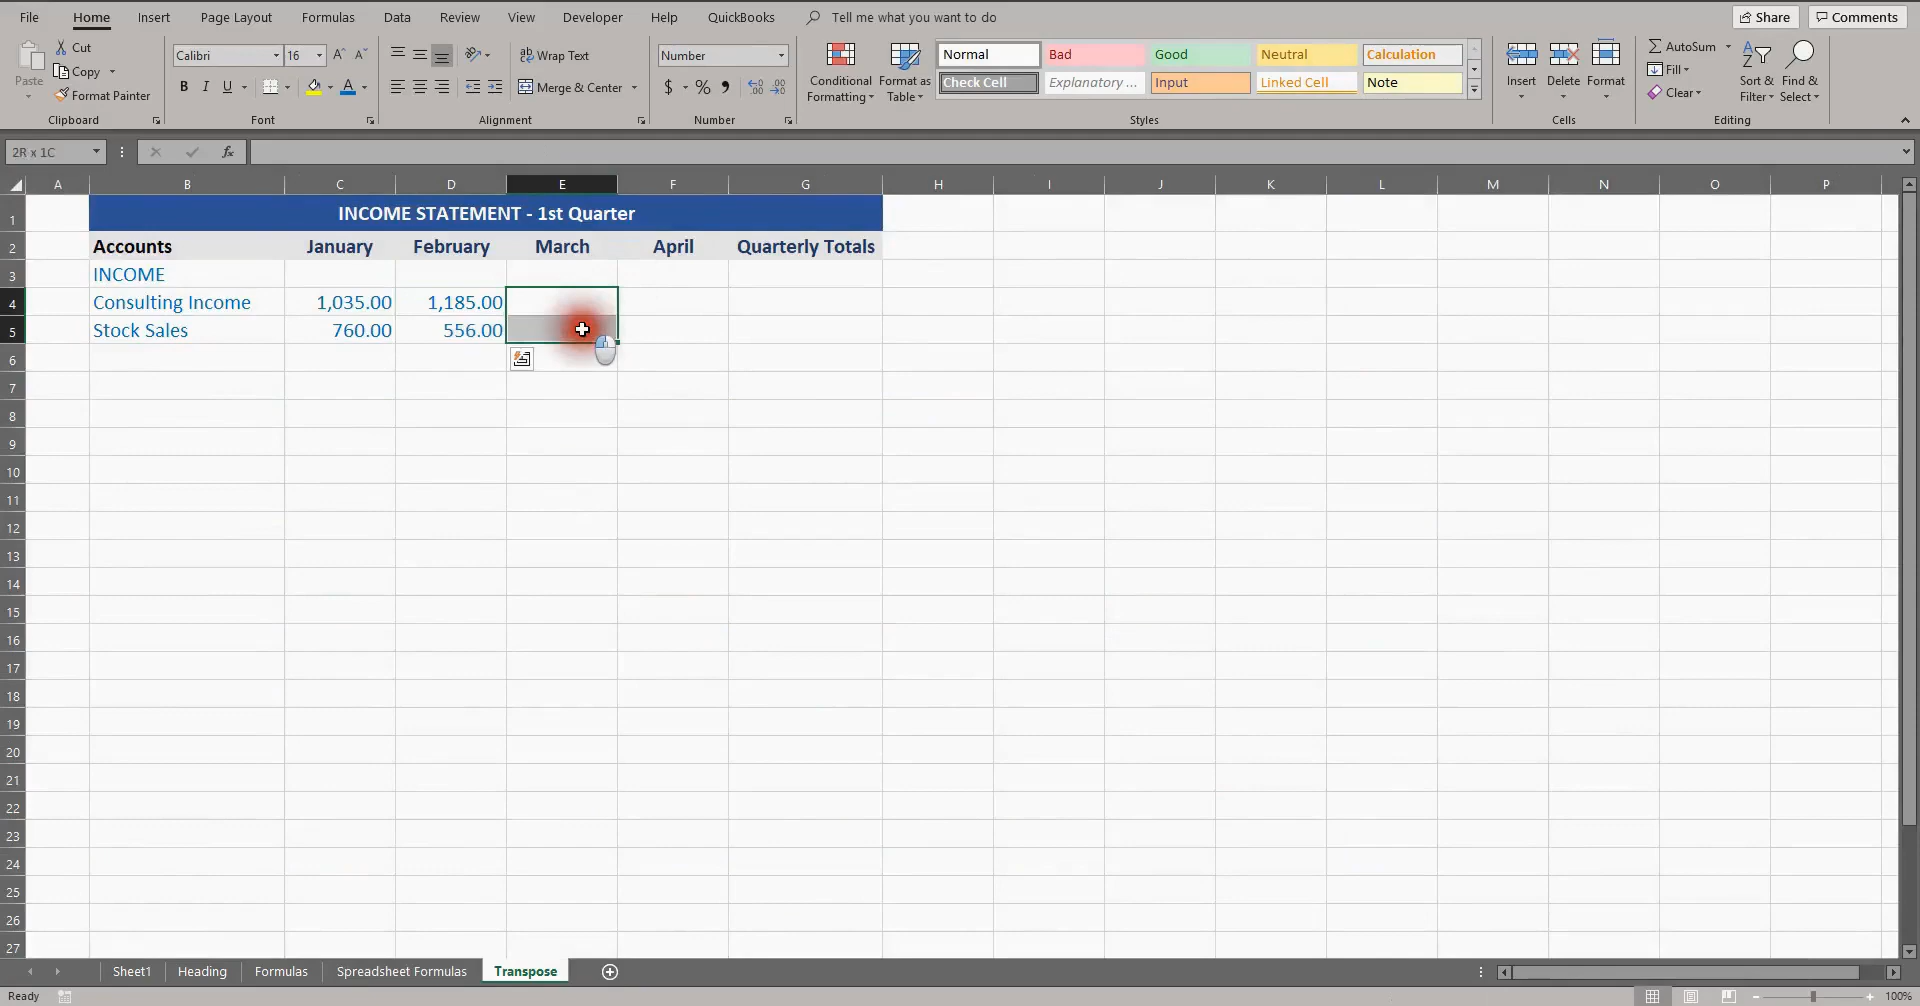 File Home Insert Page Layout Formulas Data Review View Developer Help QuickBooks Tell me what you want to do Share Comments
Paste Cut Copy Format Painter Clipboard
Calibri 16 A A B I U A Font
ab Wrap Text Merge & Center Alignment
Number $ % Number
Conditional Formatting Format as Table
Normal Bad Good Neutral Calculation
Check Cell Explanatory ... Input Linked Cell Note
Styles
Insert Delete Format Cells
AutoSum Fill Clear Sort & Filter Find & Select Editing
2R x 1C fx
A B C D E F G H I J K L M N O P
1 INCOME STATEMENT - 1st Quarter
2 Accounts January February March April Quarterly Totals
3 INCOME
4 Consulting Income 1,035.00 1,185.00
5 Stock Sales 760.00 556.00
6
7
8
9
10
11
12
13
14
15
16
17
18
19
20
21
22
23
24
25
26
27
Sheet1 Heading Formulas Spreadsheet Formulas Transpose
Ready 100%